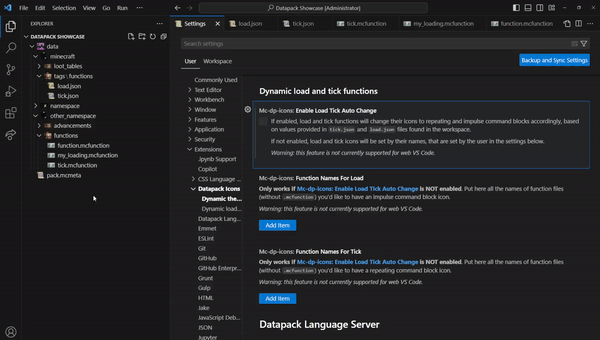 File Edit Selection View Go Run ···
Datapack Showcase [Administrator]
EXPLORER
DATAPACK SHOWCASE
data
minecraft
loot_tables
tags\functions
load.json
tick.json
namespace
other_namespace
advancements
functions
function.mcfunction
my_loading.mcfunction
tick.mcfunction
pack.mcmeta
Settings
load.json
tick.json
tick.mcfunction
my_loading.mcfunction
function.mcfunction
Search settings
User Workspace
Backup and Sync Settings
Commonly Used
Text Editor
Workbench
Window
Features
Application
Security
Extensions
.Ipynb Support
Copilot
CSS Language ...
Datapack Icons
Dynamic the...
Dynamic load...
Datapack Lang...
Emmet
ESLint
Git
GitHub
GitHub Enterpr...
Grunt
Gulp
HTML
Jake
JavaScript Deb...
JSON
Jupyter
Dynamic load and tick functions
Mc-dp-icons: Enable Load Tick Auto Change
If enabled, load and tick functions will change their icons to repeating and impulse command blocks accordingly,
based on values provided in tick.json and load.json files found in the workspace.
If not enabled, load and tick icons will be set by their names, that are set by the user in the settings below.
Warning: this feature is not currently supported for web VS Code.
Mc-dp-icons: Function Names For Load
Only works if Mc-dp-icons: Enable Load Tick Auto Change is NOT enabled. Put here all the names of function files
(without .mcfunction) you'd like to have an impulse command block icon.
Warning: this feature is not currently supported for web VS Code.
Add Item
Mc-dp-icons: Function Names For Tick
Only works if Mc-dp-icons: Enable Load Tick Auto Change is NOT enabled. Put here all the names of function files
(without .mcfunction) you'd like to have a repeating command block icon.
Warning: this feature is not currently supported for web VS Code.
Add Item
Datapack Language Server